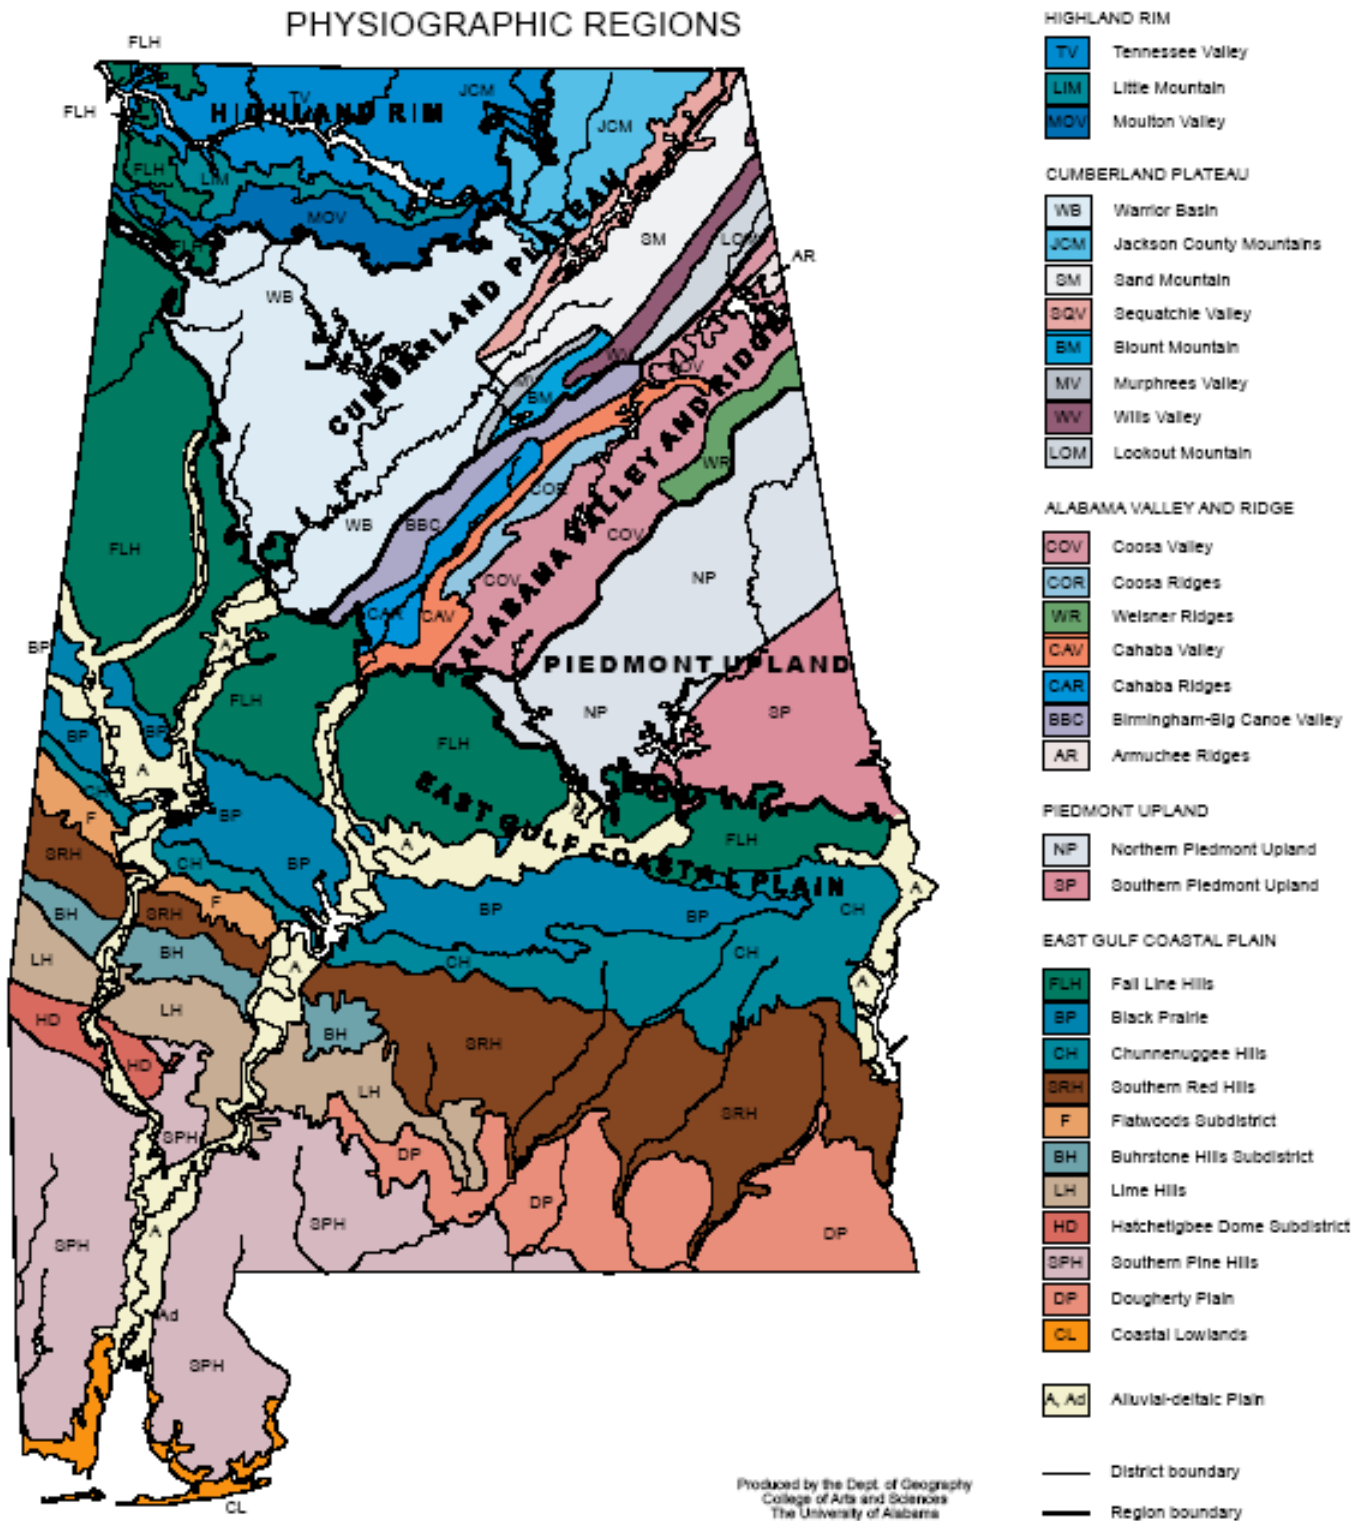 PHYSIOGRAPHIC REGIONS
FLH
FLH
TV
HIGHLAND RIM
JCM
JCM
FLH
LIM
MOV
FLH
SM
LOM
AR
WB
CUMBERLAND PLATEAU
WV
MV
BM
COV
WR
COR
WB
BBC
FLH
COV
COV
NP
ALABAMA VALLEY AND RIDGE
CAR
CAV
BP
A
PIEDMONT UPLAND
FLH
NP
SP
BP
BP
FLH
A
CH
EAST GULF COASTAL PLAIN
A
F
BP
FLH
SRH
CH
BP
A
A
F
BP
BP
CH
BH
SRH
BH
CH
CH
LH
A
A
HD
LH
BH
SRH
HD
LH
SRH
SPH
DP
DP
A
SPH
SPH
DP
Ad
SPH
CL
HIGHLAND RIM
TV Tennessee Valley
LIM Little Mountain
MOV Moulton Valley
CUMBERLAND PLATEAU
WB Warrior Basin
JCM Jackson County Mountains
SM Sand Mountain
SQV Sequatchie Valley
BM Blount Mountain
MV Murphrees Valley
WV Wills Valley
LOM Lookout Mountain
ALABAMA VALLEY AND RIDGE
COV Coosa Valley
COR Coosa Ridges
WR Weisner Ridges
CAV Cahaba Valley
CAR Cahaba Ridges
BBC Birmingham-Big Canoe Valley
AR Armuchee Ridges
PIEDMONT UPLAND
NP Northern Piedmont Upland
SP Southern Piedmont Upland
EAST GULF COASTAL PLAIN
FLH Fall Line Hills
BP Black Prairie
CH Chunnenuggee Hills
SRH Southern Red Hills
F Flatwoods Subdistrict
BH Buhrstone Hills Subdistrict
LH Lime Hills
HD Hatchetigbee Dome Subdistrict
SPH Southern Pine Hills
DP Dougherty Plain
CL Coastal Lowlands
A, Ad Alluvial-deltaic Plain
District boundary
Region boundary
Produced by the Dept. of Geography
College of Arts and Sciences
The University of Alabama